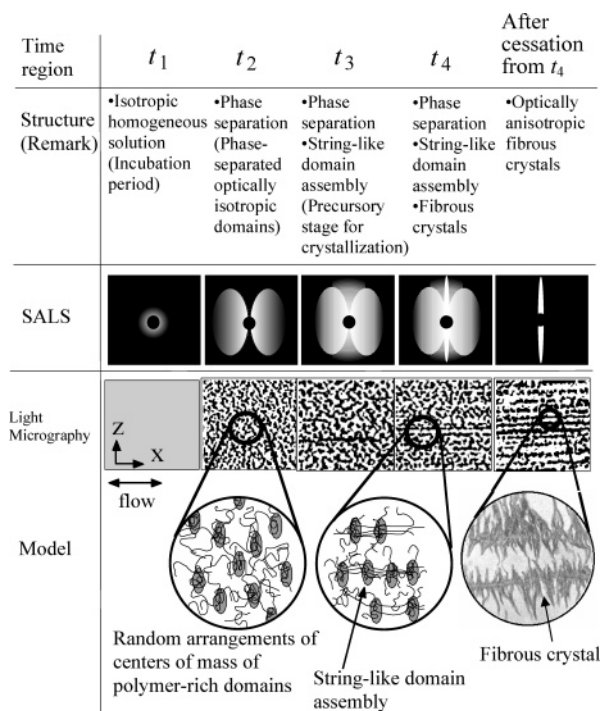 Time
region
t1
t2
t3
t4
After
cessation
from t4
Structure
(Remark)
•Isotropic
homogeneous
solution
(Incubation
period)
•Phase
separation
(Phase-
separated
optically
isotropic
domains)
•Phase
separation
•String-like
domain
assembly
(Precursory
stage for
crystallization)
•Phase
separation
•String-like
domain
assembly
•Fibrous
crystals
•Optically
anisotropic
fibrous
crystals
SALS
Light
Micrography
Z
X
flow
Model
Random arrangements of
centers of mass of
polymer-rich domains
String-like domain
assembly
Fibrous crystal